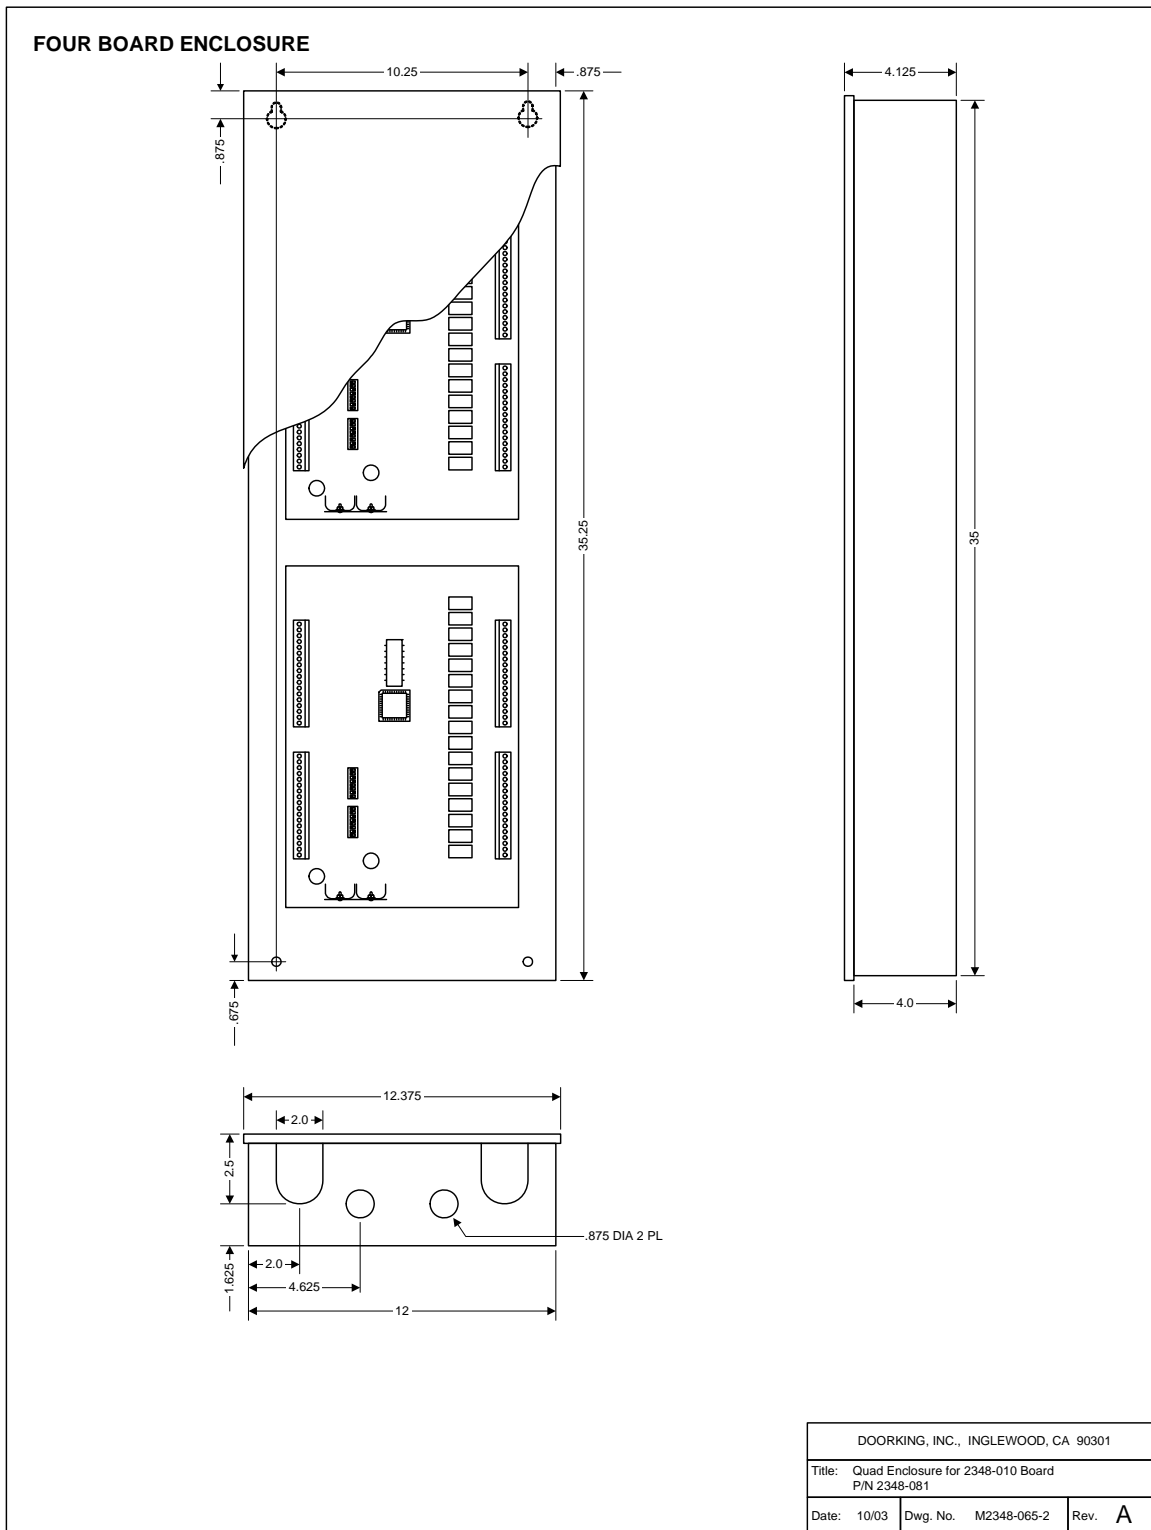 FOUR BOARD ENCLOSURE
10.25
.875
4.125
.875
35.25
35
.675
4.0
12.375
2.0
2.5
.875 DIA 2 PL
1.625
2.0
4.625
12
DOORKING, INC., INGLEWOOD, CA 90301
Title: Quad Enclosure for 2348-010 Board
P/N 2348-081
Date: 10/03 Dwg. No. M2348-065-2 Rev. A